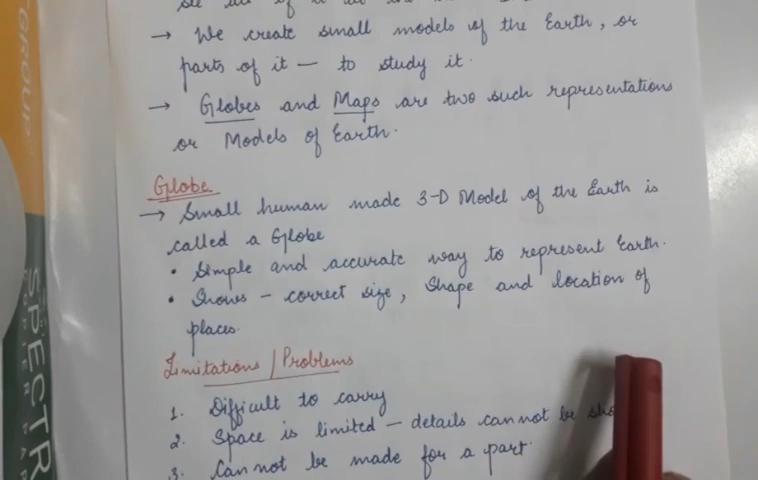 → We create small models of the Earth, or
parts of it — to study it.
→ Globes and Maps are two such representations
or Models of Earth.
Globe
→ Small human made 3-D Model of the Earth is
called a Globe
• Simple and accurate way to represent Earth.
• Shows – correct size, Shape and location of
places.
Limitations / Problems
1. Difficult to carry
2. Space is limited – details can not be
3. Can not be made for a part.
GROUP
SPECTR